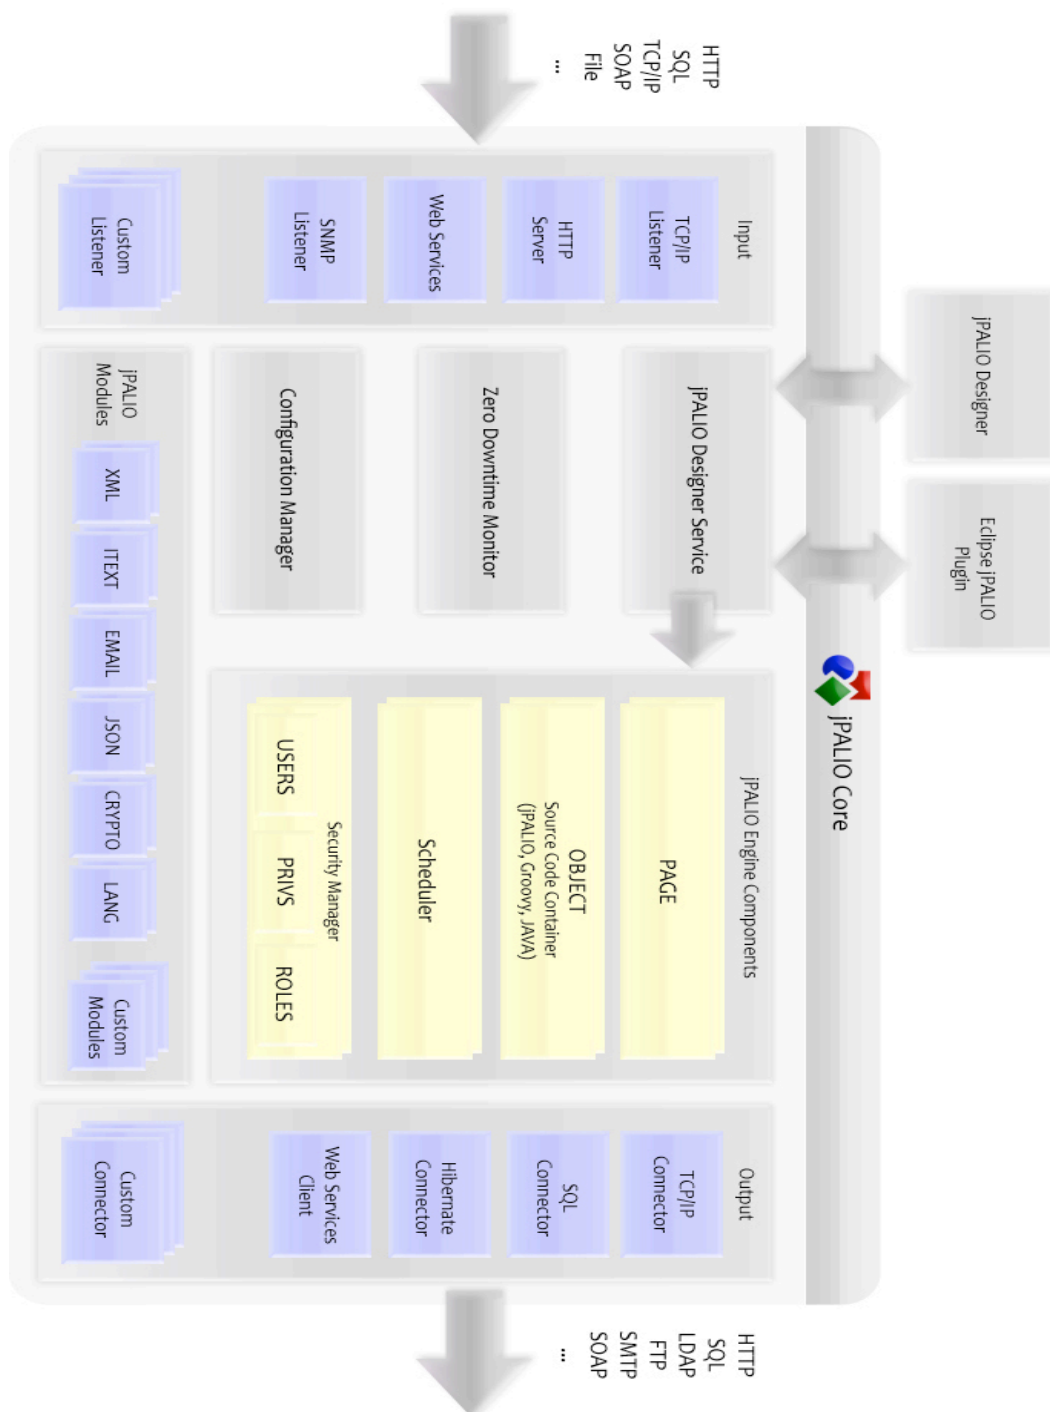 jPALIO Designer
Eclipse jPALIO
Plugin
jPALIO Core
HTTP
SQL
TCP/IP
SOAP
File
...
Input
TCP/IP
Listener
HTTP
Server
Web Services
SNMP
Listener
Custom
Listener
jPALIO Designer Service
Zero Downtime Monitor
Configuration Manager
jPALIO Engine Components
PAGE
OBJECT
Source Code Container
(jPALIO, Groovy, JAVA)
Scheduler
Security Manager
USERS
PRIVS
ROLES
jPALIO
Modules
XML
ITEXT
EMAIL
JSON
CRYPTO
LANG
Custom
Modules
Output
TCP/IP
Connector
SQL
Connector
Hibernate
Connector
Web Services
Client
Custom
Connector
HTTP
SQL
LDAP
FTP
SMTP
SOAP
...